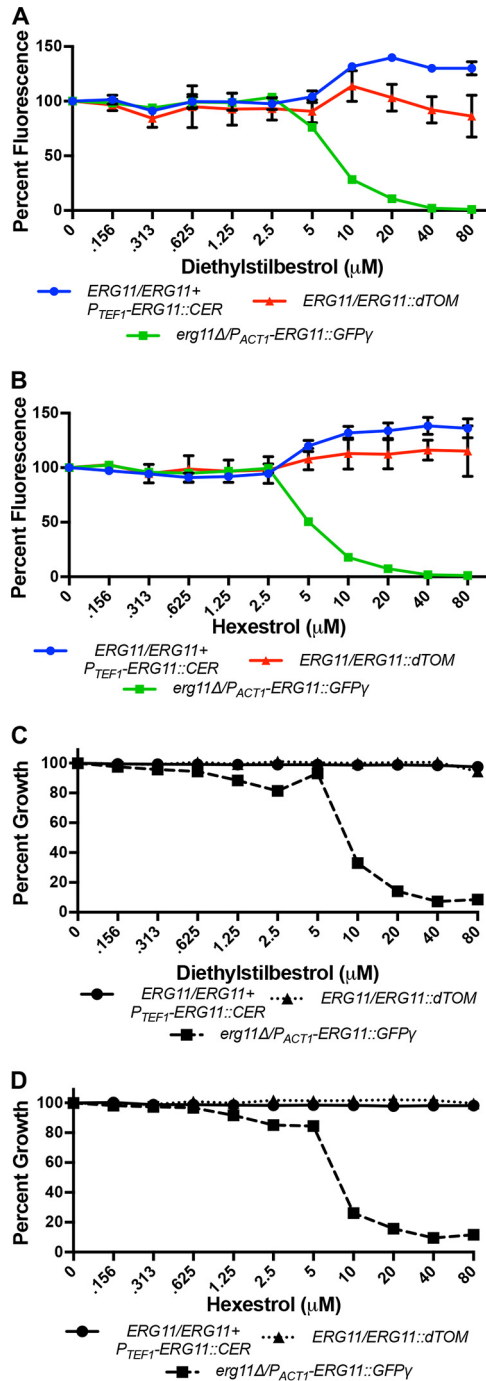 A
Percent Fluorescence
150
100
50
0
0 .156 .313 .625 1.25 2.5 5 10 20 40 80
Diethylstilbestrol (μM)
ERG11/ERG11+
PTEF1-ERG11::CER
ERG11/ERG11::dTOM
erg11Δ/PACT1-ERG11::GFPγ
B
Percent Fluorescence
150
100
50
0
0 .156 .313 .625 1.25 2.5 5 10 20 40 80
Hexestrol (μM)
ERG11/ERG11+
PTEF1-ERG11::CER
ERG11/ERG11::dTOM
erg11Δ/PACT1-ERG11::GFPγ
C
Percent Growth
100
80
60
40
20
0
0 .156 .313 .625 1.25 2.5 5 10 20 40 80
Diethylstilbestrol (μM)
ERG11/ERG11+
PTEF1-ERG11::CER
ERG11/ERG11::dTOM
erg11Δ/PACT1-ERG11::GFPγ
D
Percent Growth
100
80
60
40
20
0
0 .156 .313 .625 1.25 2.5 5 10 20 40 80
Hexestrol (μM)
ERG11/ERG11+
PTEF1-ERG11::CER
ERG11/ERG11::dTOM
erg11Δ/PACT1-ERG11::GFPγ